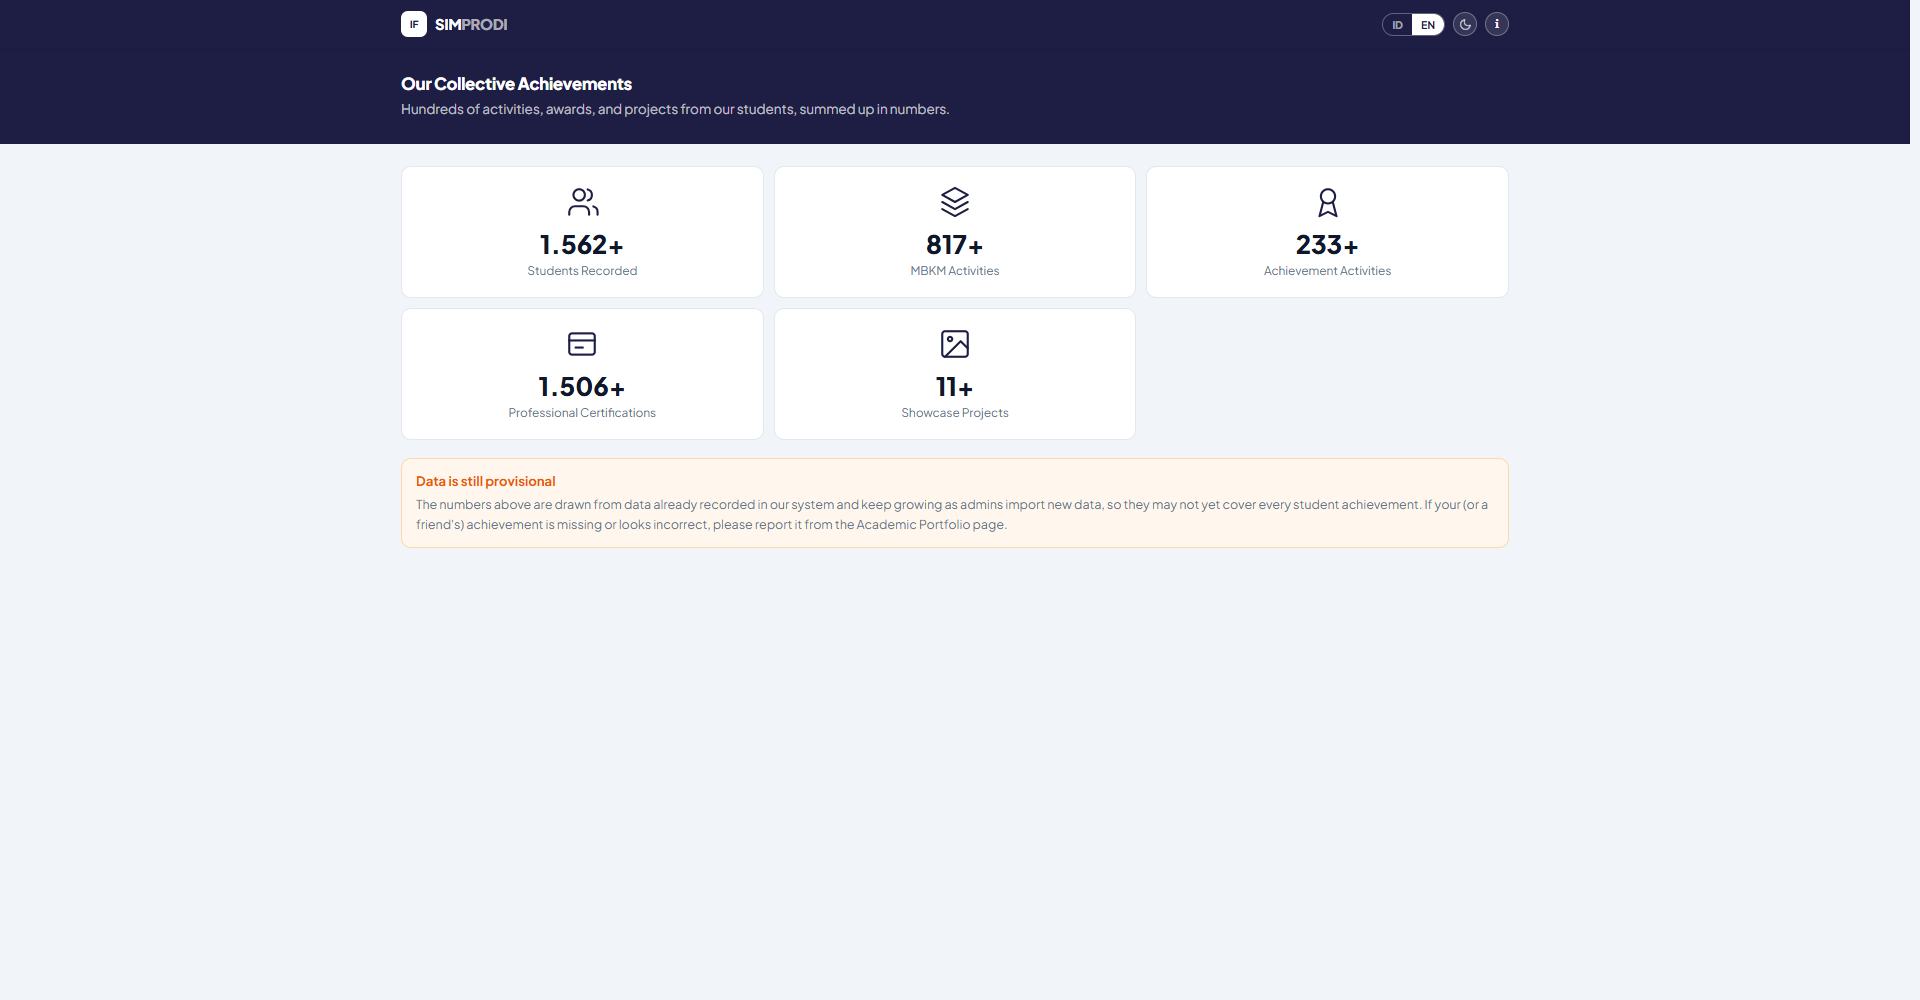 IF SIMPRODI
ID EN i
Our Collective Achievements
Hundreds of activities, awards, and projects from our students, summed up in numbers.
1.562+
Students Recorded
817+
MBKM Activities
233+
Achievement Activities
1.506+
Professional Certifications
11+
Showcase Projects
Data is still provisional
The numbers above are drawn from data already recorded in our system and keep growing as admins import new data, so they may not yet cover every student achievement. If your (or a
friend's) achievement is missing or looks incorrect, please report it from the Academic Portfolio page.